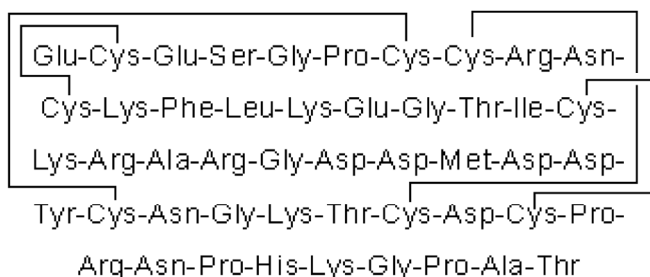 Glu-Cys-Glu-Ser-Gly-Pro-Cys-Cys-Arg-Asn-
Cys-Lys-Phe-Leu-Lys-Glu-Gly-Thr-Ile-Cys-
Lys-Arg-Ala-Arg-Gly-Asp-Asp-Met-Asp-Asp-
Tyr-Cys-Asn-Gly-Lys-Thr-Cys-Asp-Cys-Pro-
Arg-Asn-Pro-His-Lys-Gly-Pro-Ala-Thr